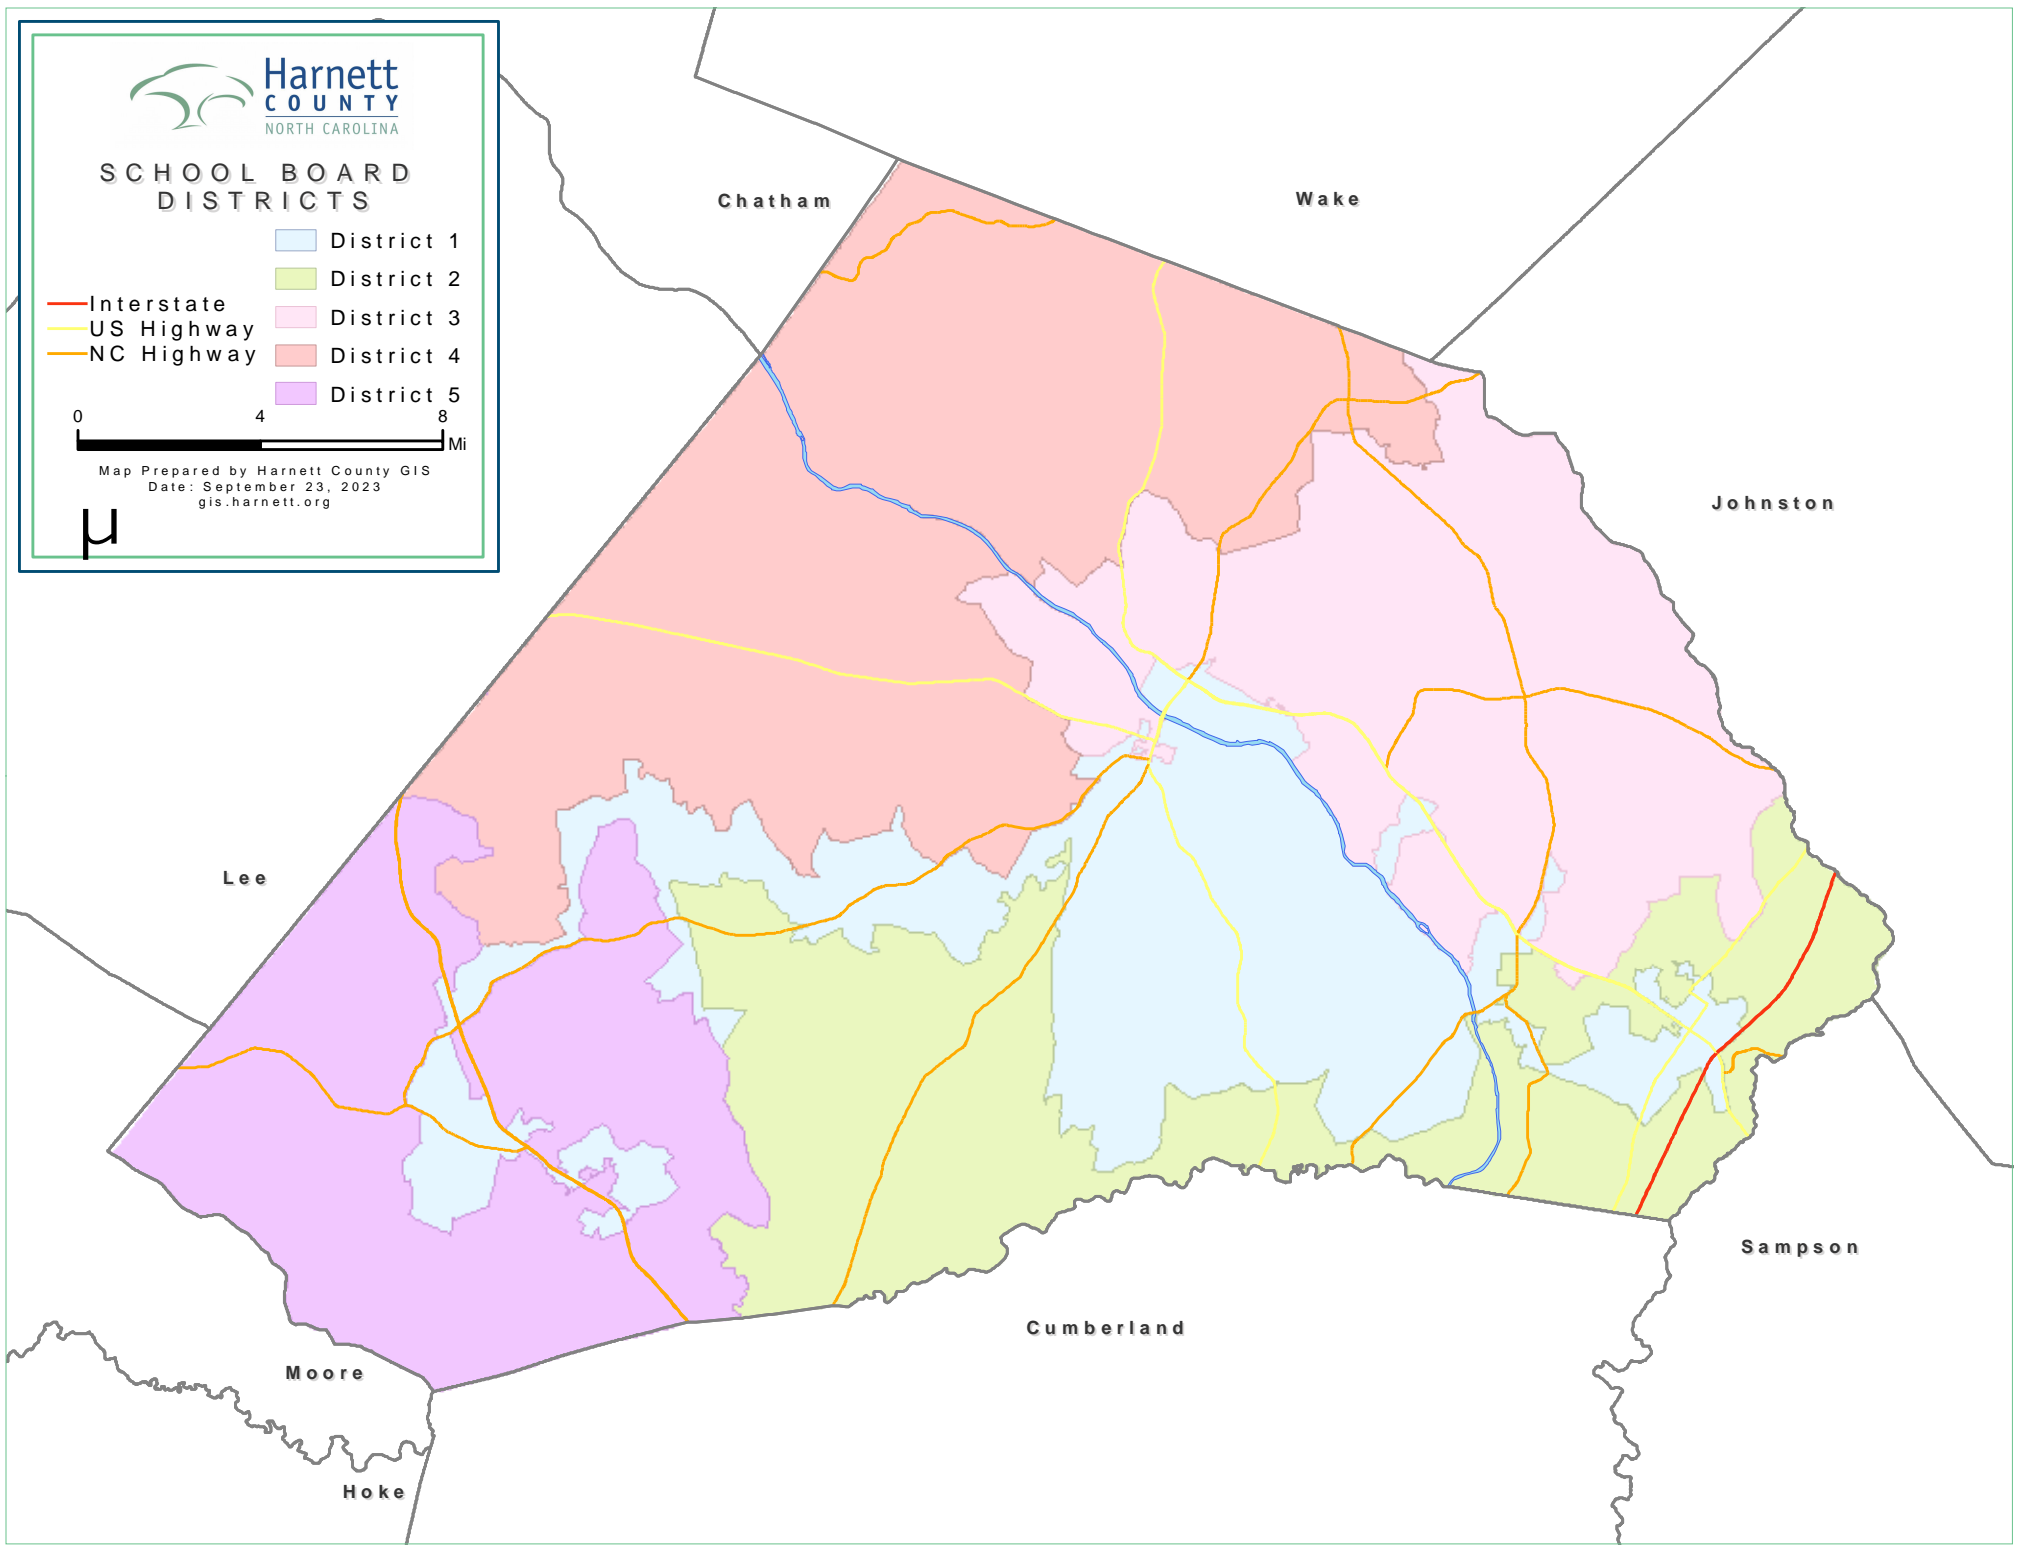 Harnett
COUNTY
NORTH CAROLINA
SCHOOL BOARD
DISTRICTS
District 1
District 2
District 3
District 4
District 5
Interstate
US Highway
NC Highway
0 4 8
Mi
Map Prepared by Harnett County GIS
Date: September 23, 2023
gis.harnett.org
µ
Chatham
Wake
Johnston
Lee
Sampson
Cumberland
Moore
Hoke